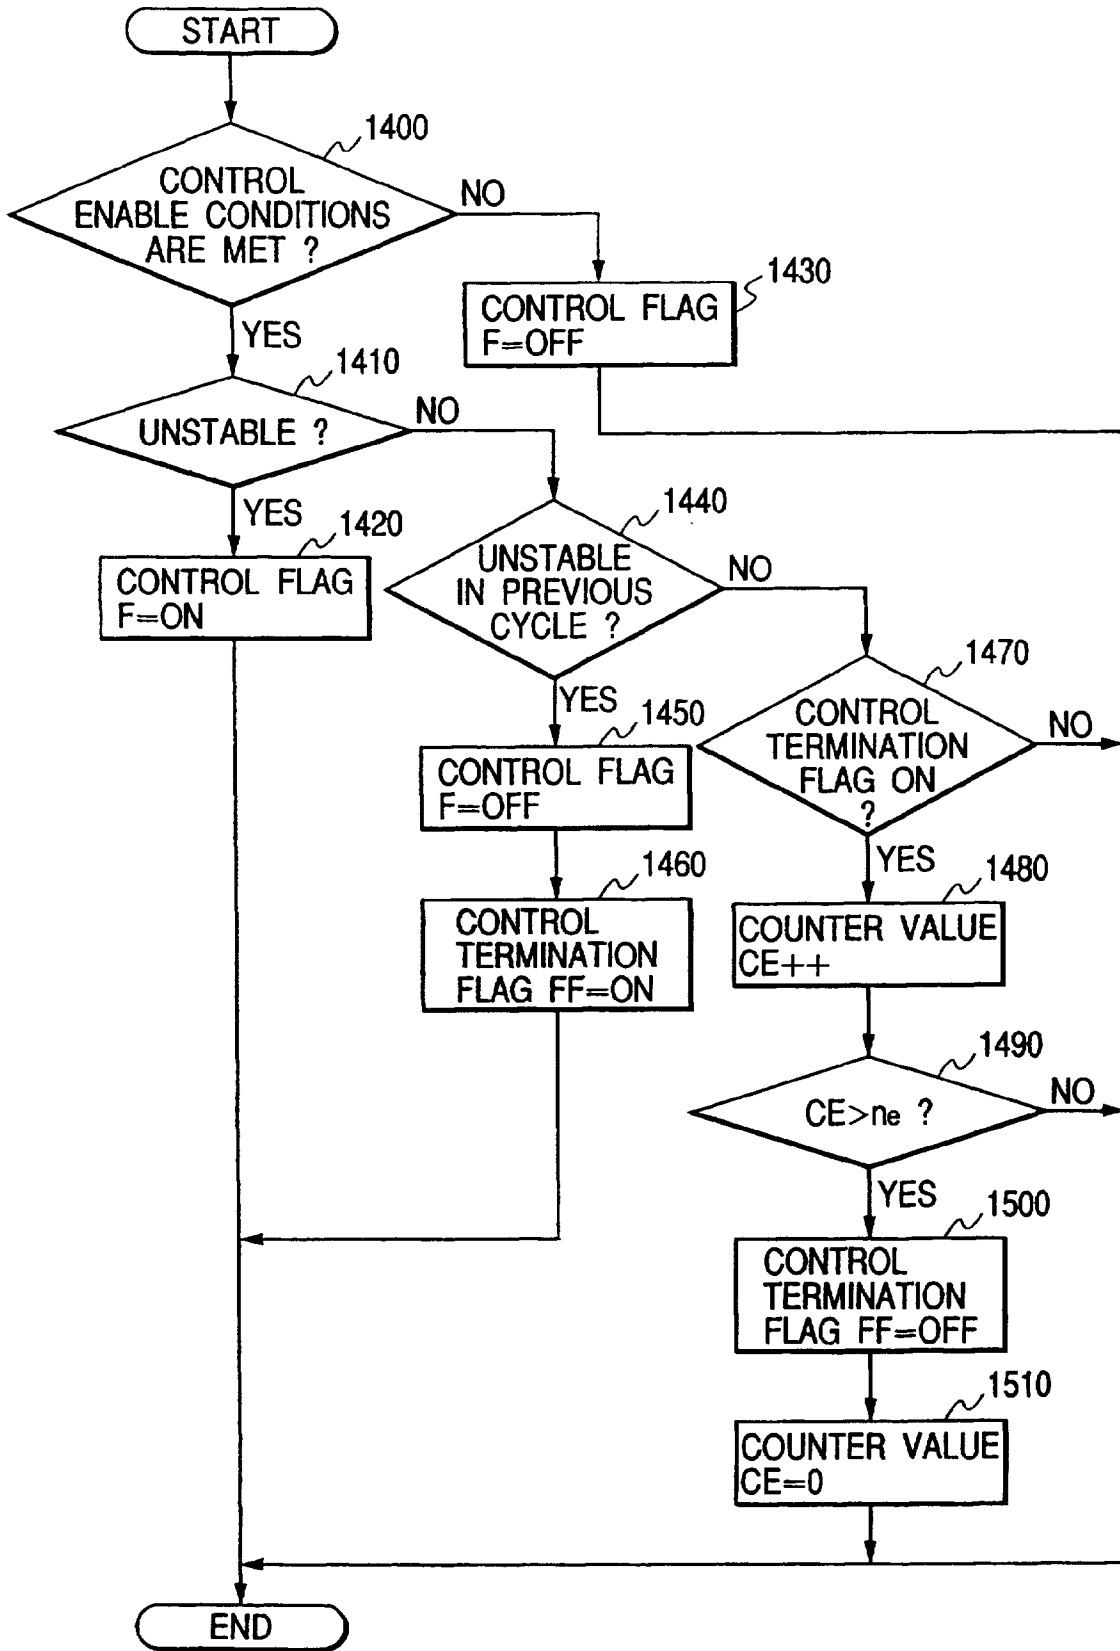 START
1400
CONTROL
ENABLE CONDITIONS
ARE MET ?
NO
YES
1430
CONTROL FLAG
F=OFF
1410
UNSTABLE ?
NO
YES
1420
CONTROL FLAG
F=ON
1440
UNSTABLE
IN PREVIOUS
CYCLE ?
NO
YES
1450
CONTROL FLAG
F=OFF
1460
CONTROL
TERMINATION
FLAG FF=ON
1470
CONTROL
TERMINATION
FLAG ON
?
NO
YES
1480
COUNTER VALUE
CE++
1490
CE>ne ?
NO
YES
1500
CONTROL
TERMINATION
FLAG FF=OFF
1510
COUNTER VALUE
CE=0
END